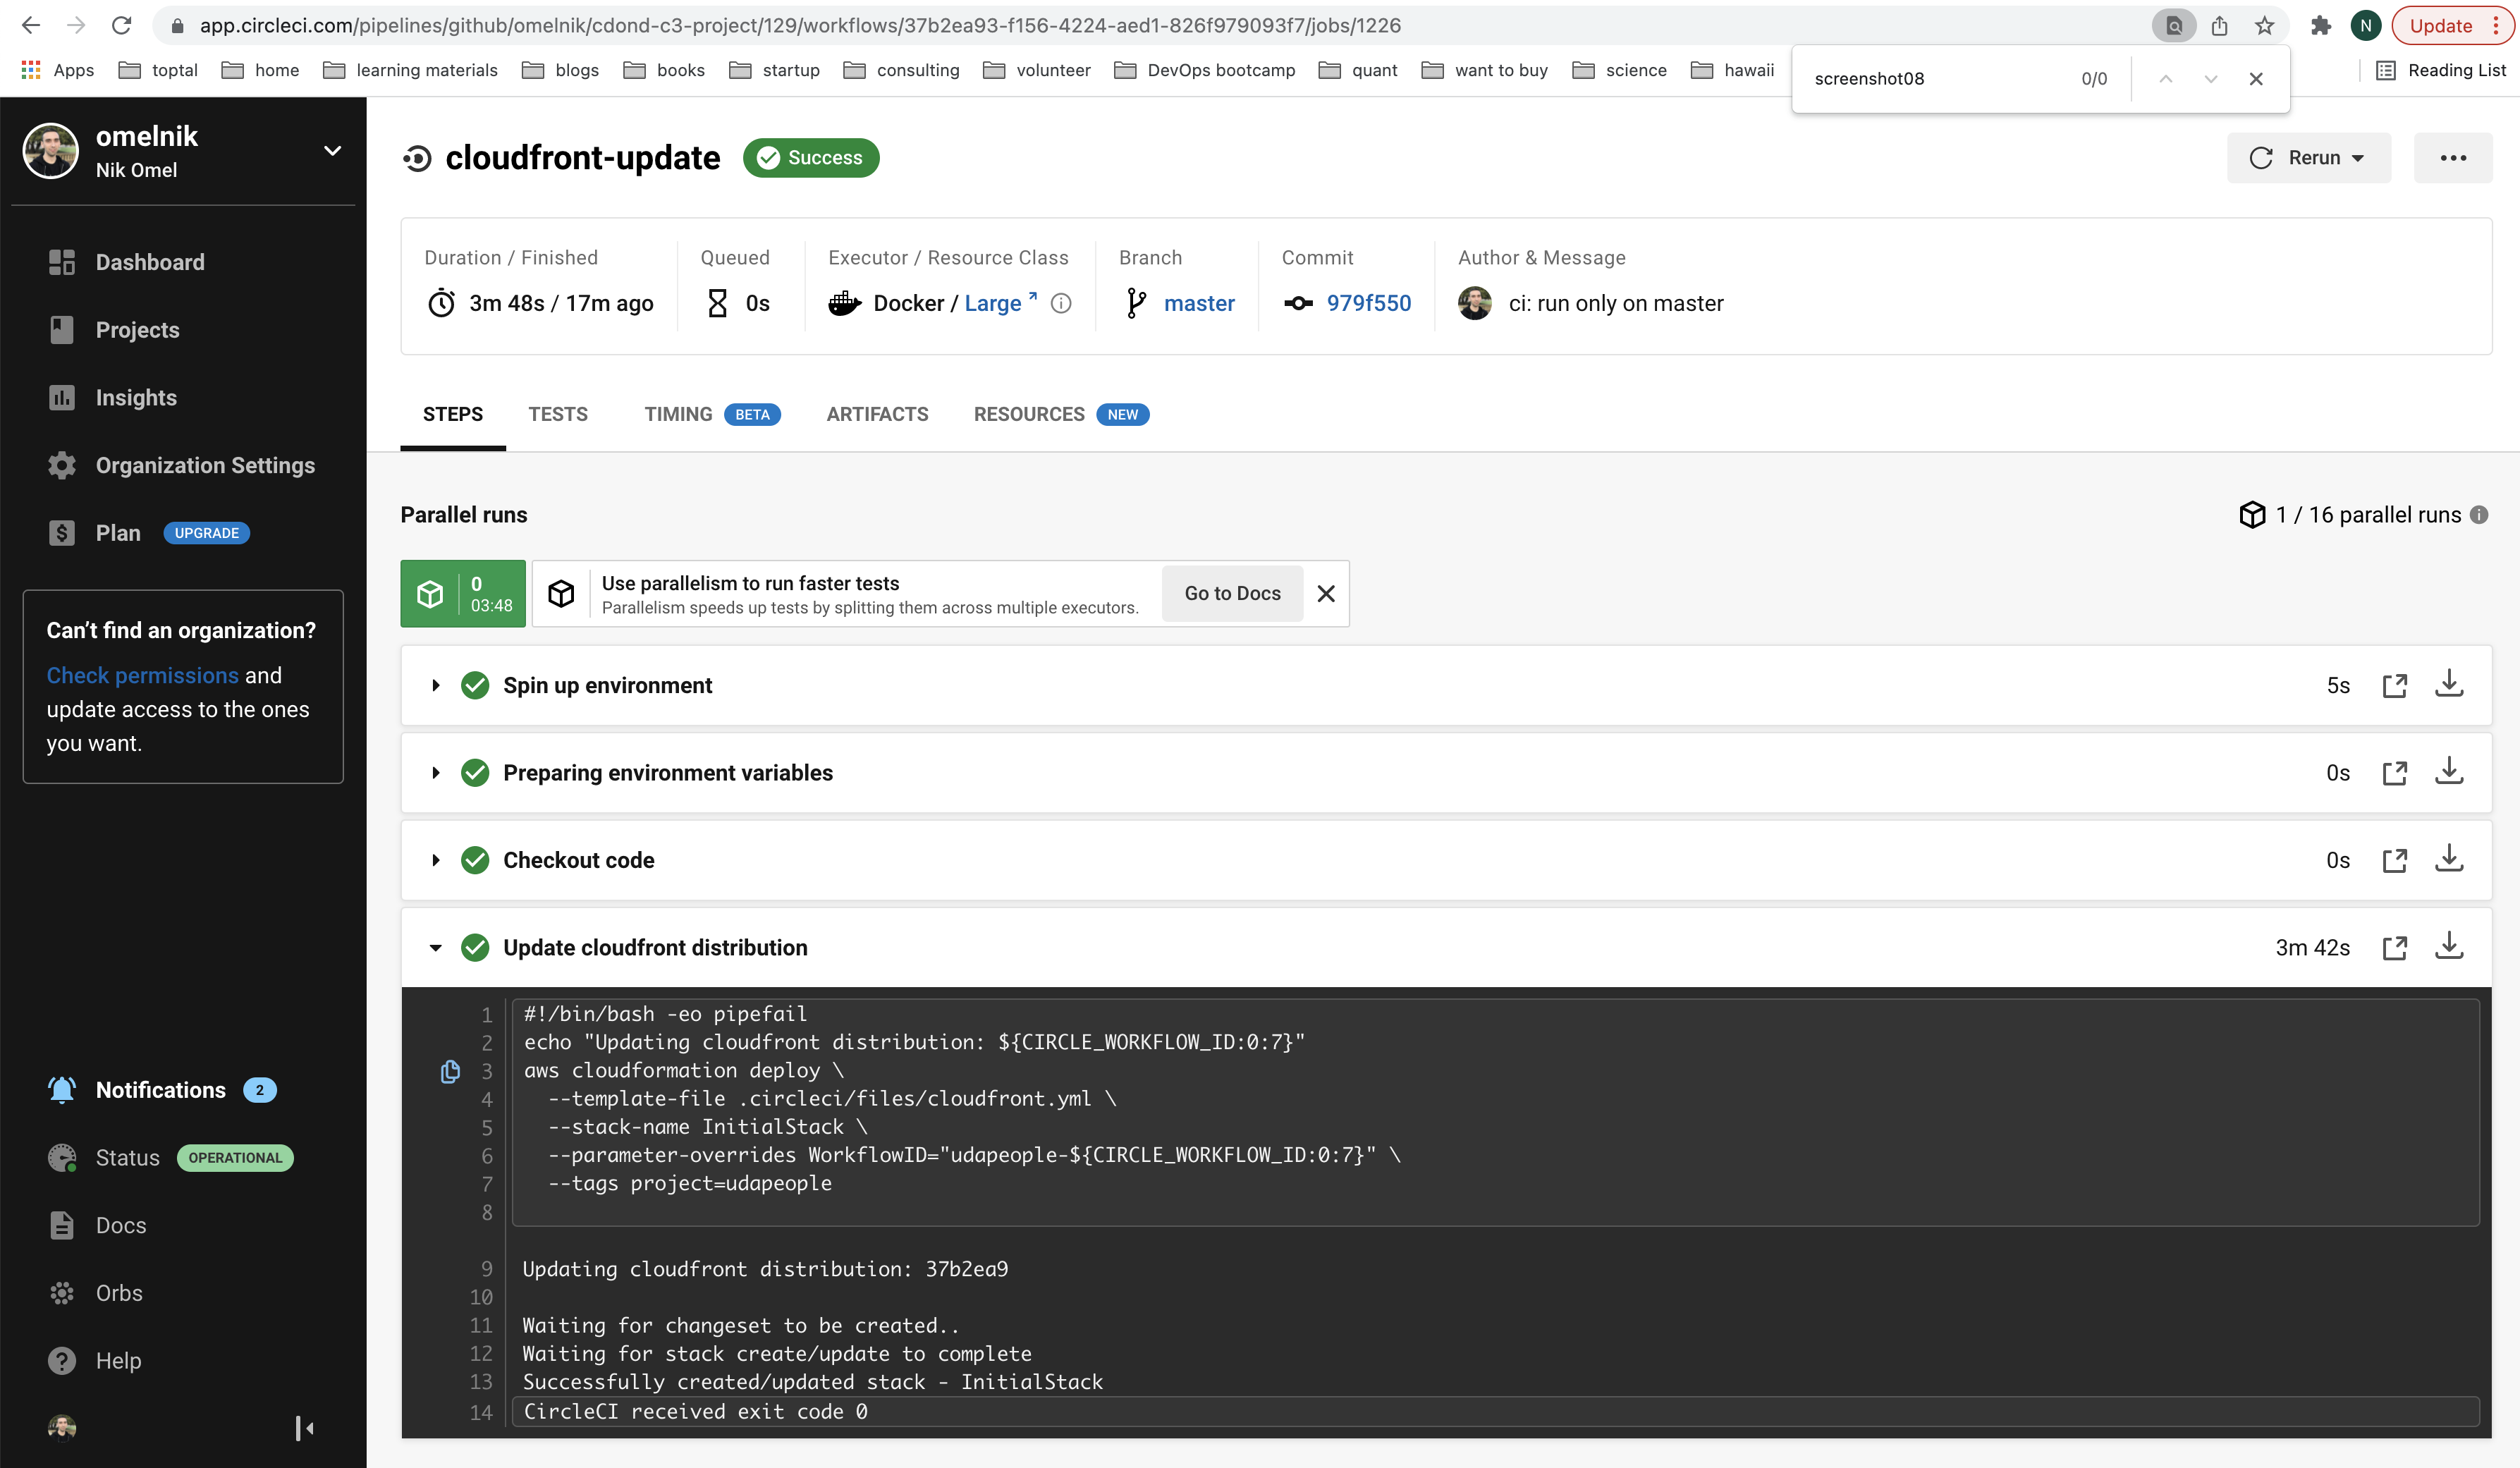 app.circleci.com/pipelines/github/omelnik/cdond-c3-project/129/workflows/37b2ea93-f156-4224-aed1-826f979093f7/jobs/1226
N
Update
Apps
toptal
home
learning materials
blogs
books
startup
consulting
volunteer
DevOps bootcamp
quant
want to buy
science
hawaii
Reading List
screenshot08
0/0
omelnik
Nik Omel
Dashboard
Projects
Insights
Organization Settings
Plan UPGRADE
Can't find an organization?
Check permissions and
update access to the ones
you want.
Notifications 2
Status OPERATIONAL
Docs
Orbs
Help
cloudfront-update
Success
Rerun
Duration / Finished
3m 48s / 17m ago
Queued
0s
Executor / Resource Class
Docker / Large
Branch
master
Commit
979f550
Author & Message
ci: run only on master
STEPS
TESTS
TIMING BETA
ARTIFACTS
RESOURCES NEW
Parallel runs
1 / 16 parallel runs
0
03:48
Use parallelism to run faster tests
Parallelism speeds up tests by splitting them across multiple executors.
Go to Docs
Spin up environment 5s
Preparing environment variables 0s
Checkout code 0s
Update cloudfront distribution 3m 42s
1 #!/bin/bash -eo pipefail
2 echo "Updating cloudfront distribution: ${CIRCLE_WORKFLOW_ID:0:7}"
3 aws cloudformation deploy \
4 --template-file .circleci/files/cloudfront.yml \
5 --stack-name InitialStack \
6 --parameter-overrides WorkflowID="udapeople-${CIRCLE_WORKFLOW_ID:0:7}" \
7 --tags project=udapeople
8
9 Updating cloudfront distribution: 37b2ea9
10
11 Waiting for changeset to be created..
12 Waiting for stack create/update to complete
13 Successfully created/updated stack - InitialStack
14 CircleCI received exit code 0